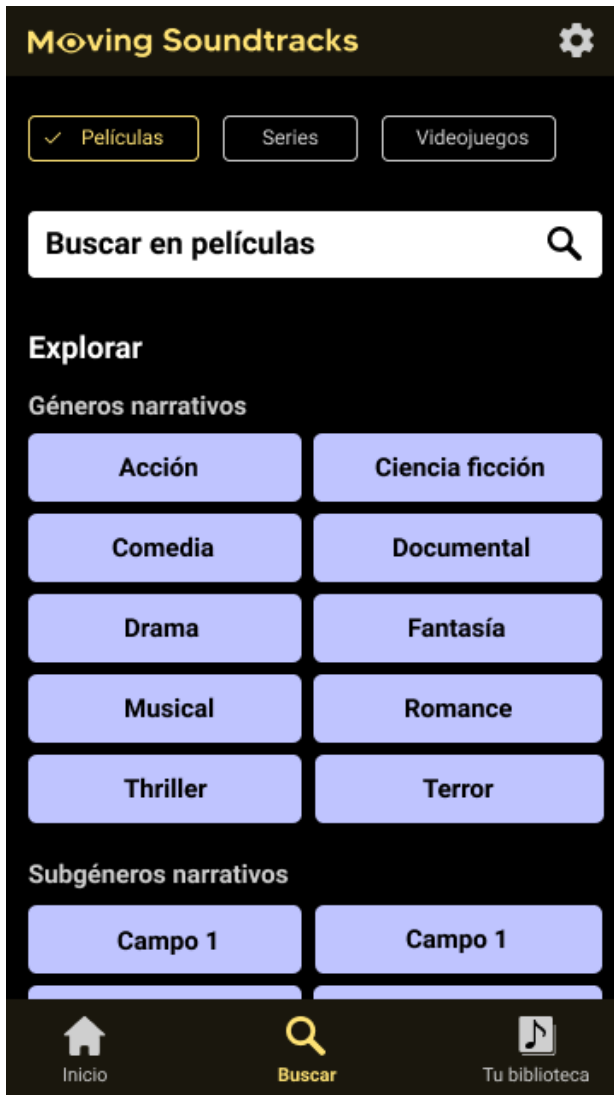 Moving Soundtracks
Películas Series Videojuegos
Buscar en películas
Explorar
Géneros narrativos
Acción Ciencia ficción
Comedia Documental
Drama Fantasía
Musical Romance
Thriller Terror
Subgéneros narrativos
Campo 1 Campo 1
Inicio Buscar Tu biblioteca